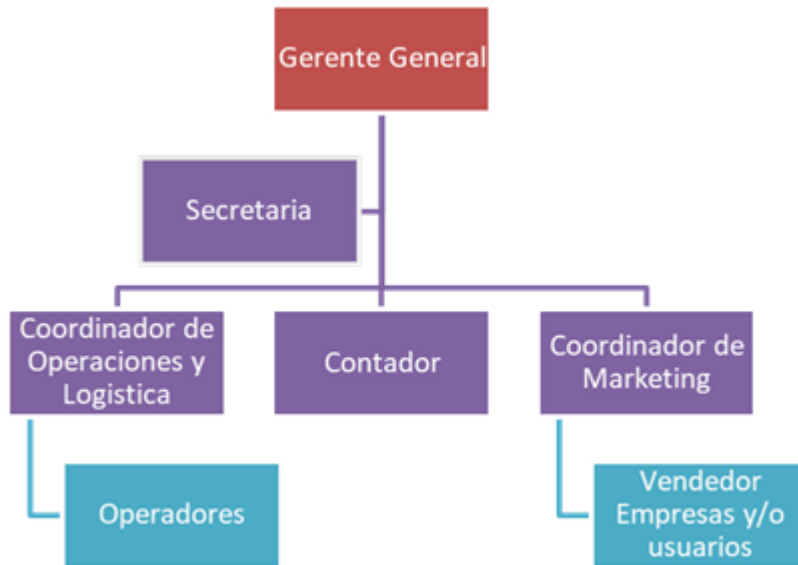 Gerente General
Secretaria
Coordinador de
Operaciones y
Logistica
Contador
Coordinador de
Marketing
Operadores
Vendedor
Empresas y/o
usuarios